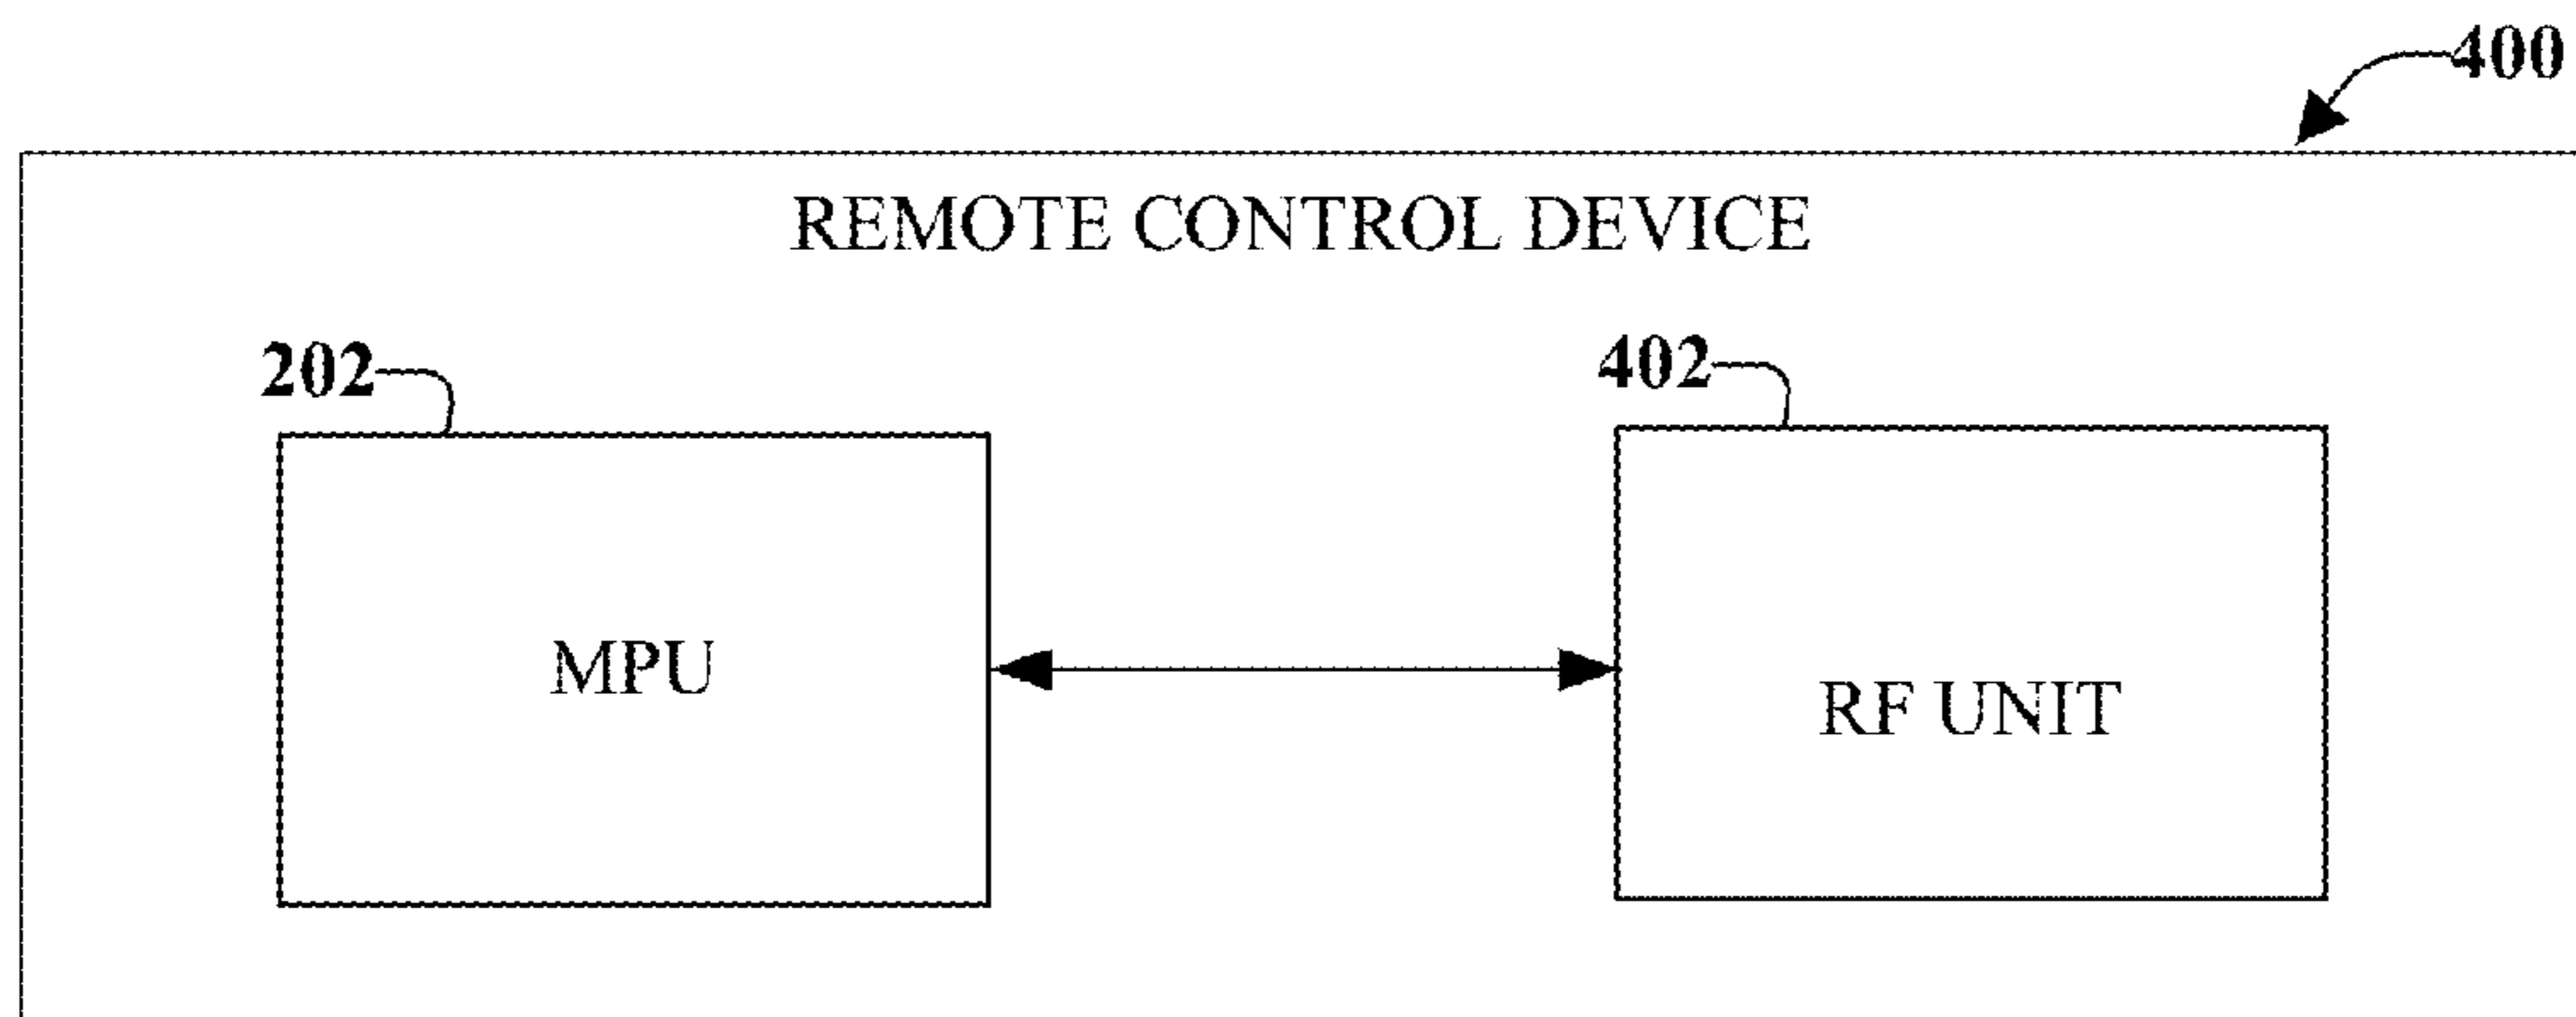 400
REMOTE CONTROL DEVICE
202
402
MPU
RF UNIT